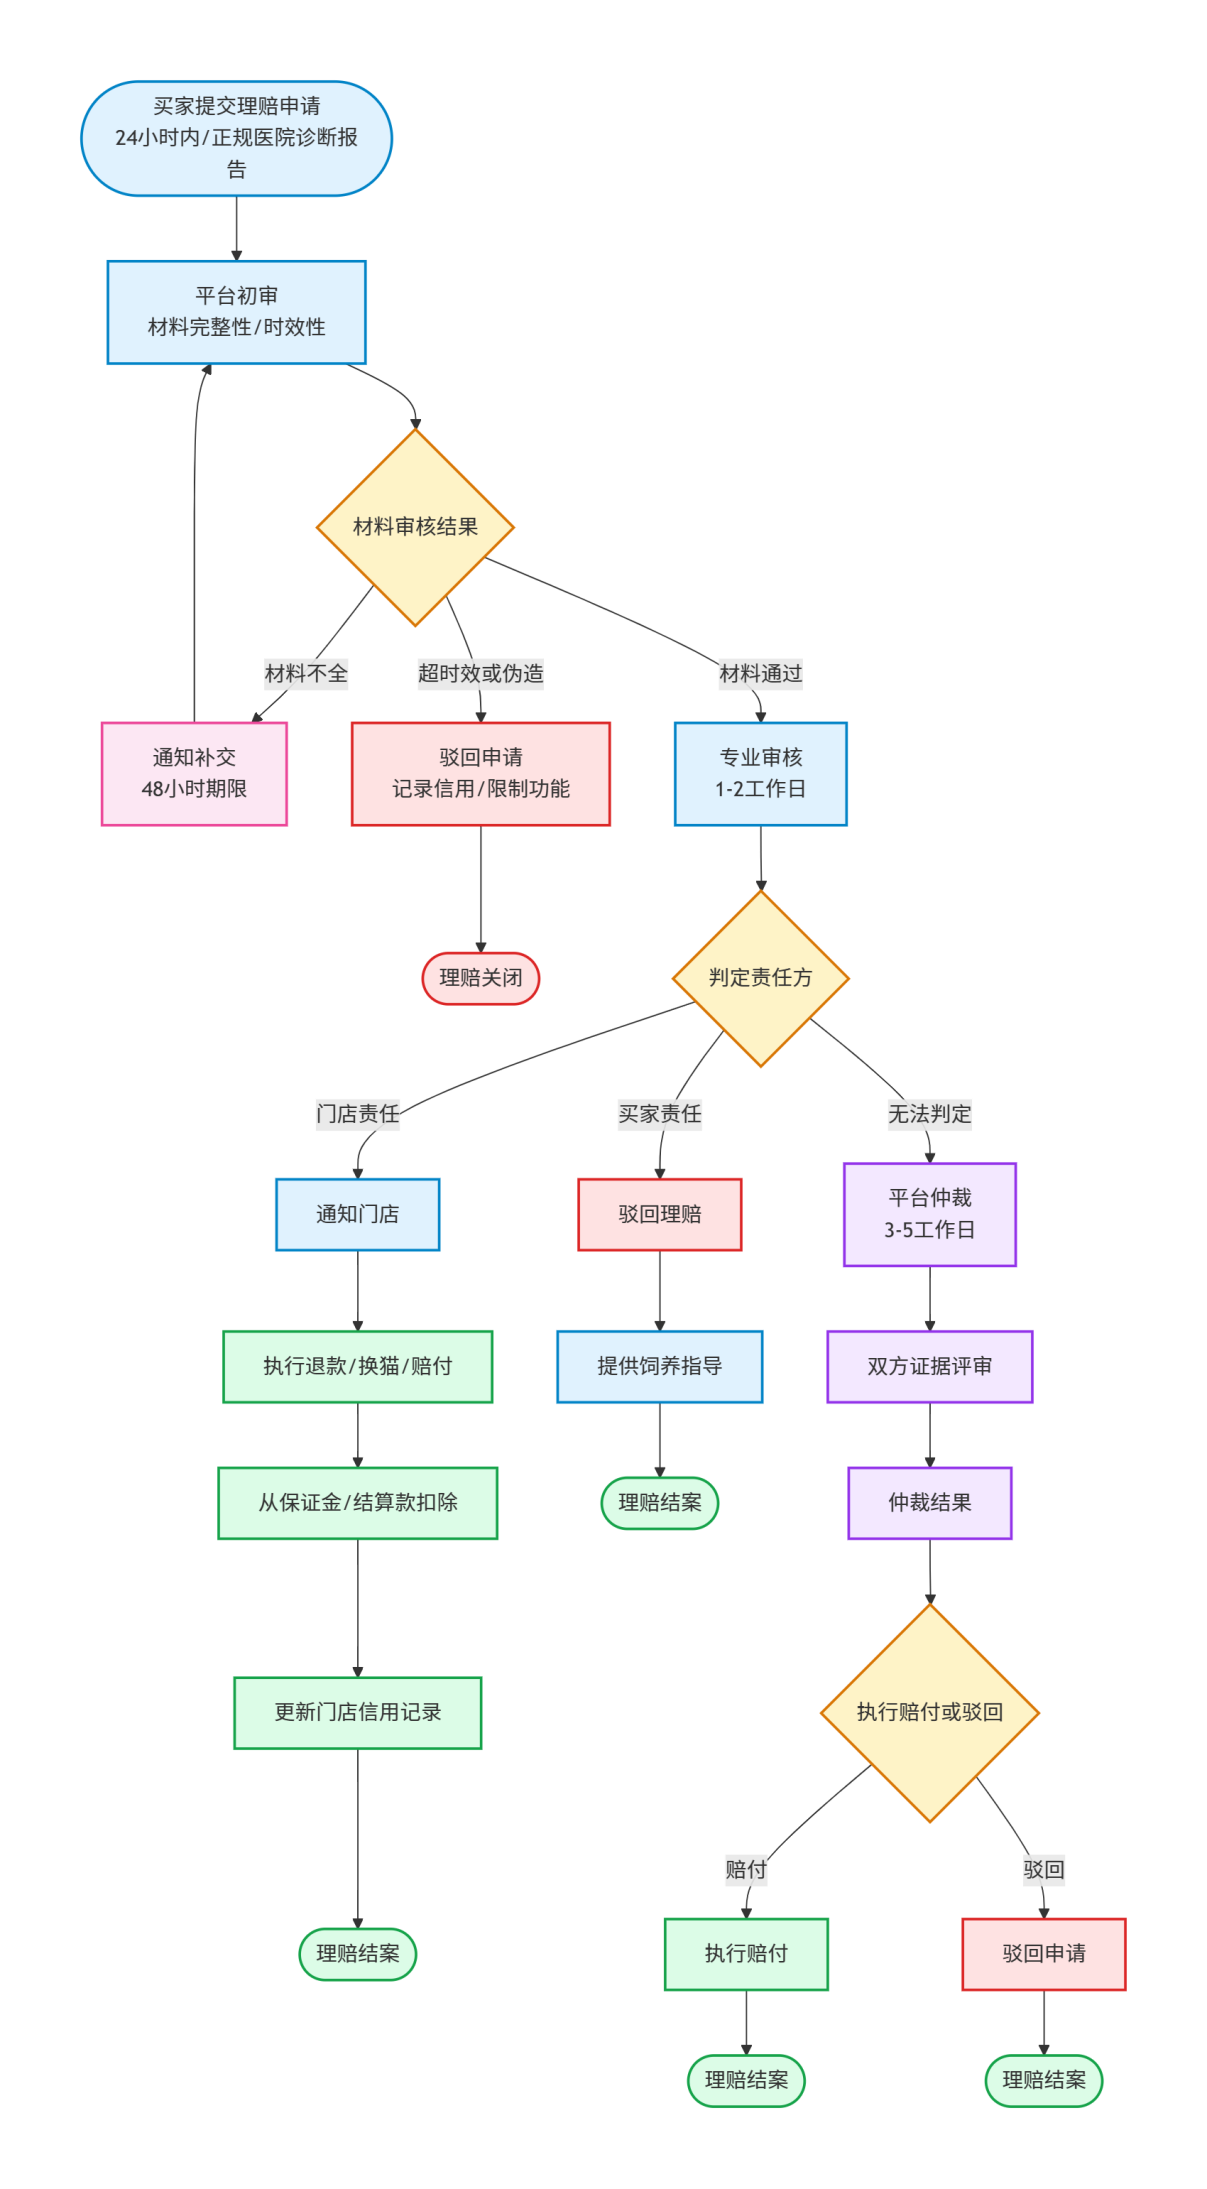 买家提交理赔申请
24小时内/正规医院诊断报
告
平台初审
材料完整性/时效性
材料审核结果
材料不全
超时效或伪造
材料通过
通知补交
48小时期限
驳回申请
记录信用/限制功能
专业审核
1-2工作日
理赔关闭
判定责任方
门店责任
买家责任
无法判定
通知门店
驳回理赔
平台仲裁
3-5工作日
执行退款/换猫/赔付
提供饲养指导
双方证据评审
从保证金/结算款扣除
理赔结案
仲裁结果
更新门店信用记录
执行赔付或驳回
赔付
驳回
理赔结案
执行赔付
驳回申请
理赔结案
理赔结案